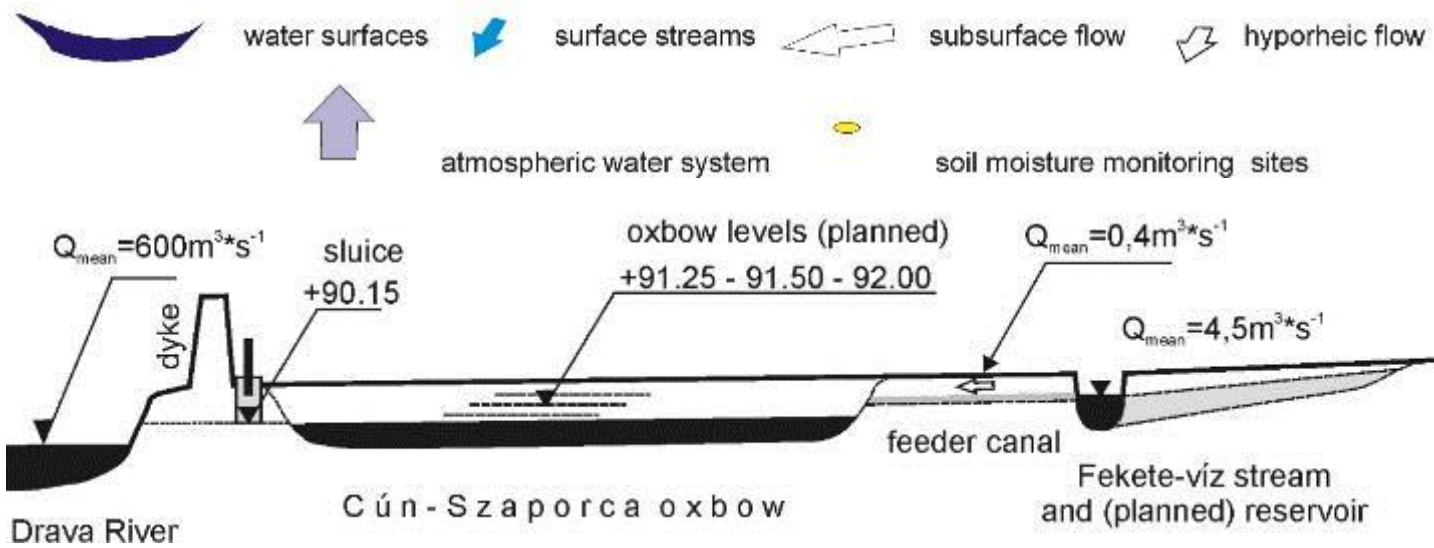 water surfaces surface streams subsurface flow hyporheic flow
atmospheric water system soil moisture monitoring sites
Qmean=600m³*s⁻¹
sluice
+90.15
dyke
oxbow levels (planned)
+91.25 - 91.50 - 92.00
Qmean=0,4m³*s⁻¹
Qmean=4,5m³*s⁻¹
feeder canal
Fekete-víz stream
and (planned) reservoir
Cún-Szaporca oxbow
Drava River